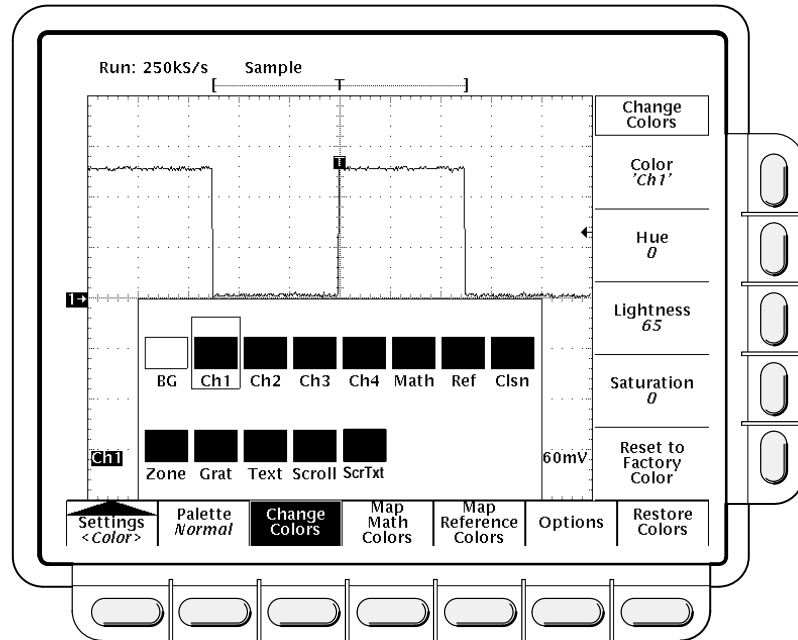 Run: 250kS/s Sample
[ T ]
Change
Colors
Color
'Ch1'
T
Hue
0
1→
Lightness
65
BG Ch1 Ch2 Ch3 Ch4 Math Ref Clsn
Saturation
0
Zone Grat Text Scroll ScrTxt
Ch1
60mV
Reset to
Factory
Color
Settings
<Color>
Palette
Normal
Change
Colors
Map
Math
Colors
Map
Reference
Colors
Options
Restore
Colors